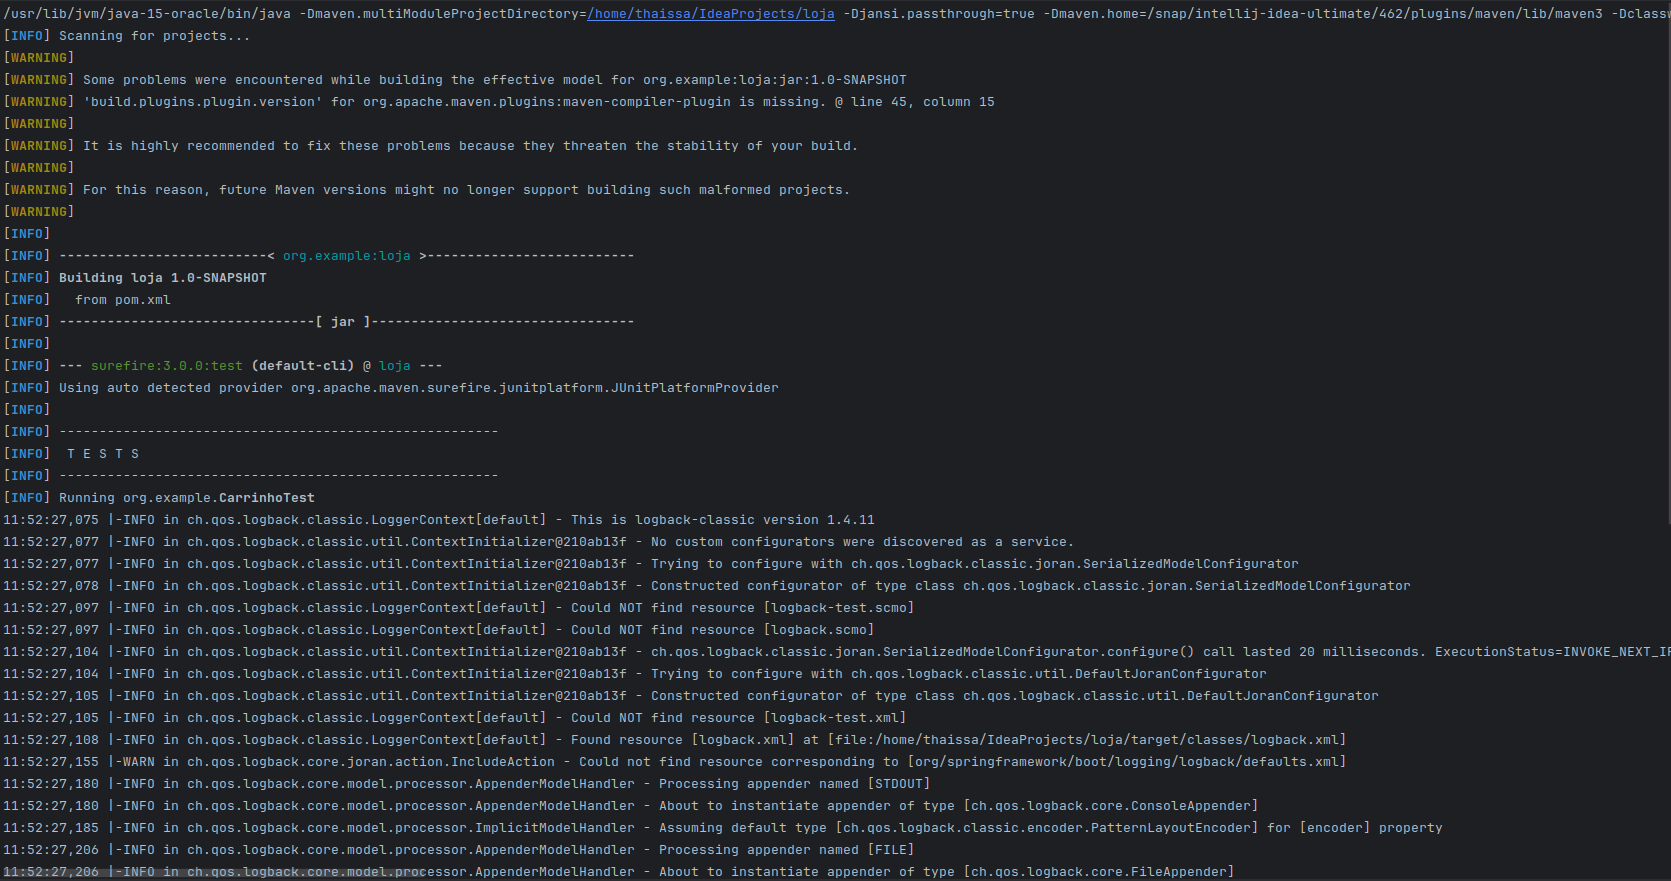 /usr/lib/jvm/java-15-oracle/bin/java -Dmaven.multiModuleProjectDirectory=/home/thaissa/IdeaProjects/loja -Djansi.passthrough=true -Dmaven.home=/snap/intellij-idea-ultimate/462/plugins/maven/lib/maven3 -Dclassw
[INFO] Scanning for projects...
[WARNING]
[WARNING] Some problems were encountered while building the effective model for org.example:loja:jar:1.0-SNAPSHOT
[WARNING] 'build.plugins.plugin.version' for org.apache.maven.plugins:maven-compiler-plugin is missing. @ line 45, column 15
[WARNING]
[WARNING] It is highly recommended to fix these problems because they threaten the stability of your build.
[WARNING]
[WARNING] For this reason, future Maven versions might no longer support building such malformed projects.
[WARNING]
[INFO]
[INFO] --------------------------< org.example:loja >--------------------------
[INFO] Building loja 1.0-SNAPSHOT
[INFO]   from pom.xml
[INFO] --------------------------------[ jar ]---------------------------------
[INFO]
[INFO] --- surefire:3.0.0:test (default-cli) @ loja ---
[INFO] Using auto detected provider org.apache.maven.surefire.junitplatform.JUnitPlatformProvider
[INFO]
[INFO] -------------------------------------------------------
[INFO]  T E S T S
[INFO] -------------------------------------------------------
[INFO] Running org.example.CarrinhoTest
11:52:27,075 |-INFO in ch.qos.logback.classic.LoggerContext[default] - This is logback-classic version 1.4.11
11:52:27,077 |-INFO in ch.qos.logback.classic.util.ContextInitializer@210ab13f - No custom configurators were discovered as a service.
11:52:27,077 |-INFO in ch.qos.logback.classic.util.ContextInitializer@210ab13f - Trying to configure with ch.qos.logback.classic.joran.SerializedModelConfigurator
11:52:27,078 |-INFO in ch.qos.logback.classic.util.ContextInitializer@210ab13f - Constructed configurator of type class ch.qos.logback.classic.joran.SerializedModelConfigurator
11:52:27,097 |-INFO in ch.qos.logback.classic.LoggerContext[default] - Could NOT find resource [logback-test.scmo]
11:52:27,097 |-INFO in ch.qos.logback.classic.LoggerContext[default] - Could NOT find resource [logback.scmo]
11:52:27,104 |-INFO in ch.qos.logback.classic.util.ContextInitializer@210ab13f - ch.qos.logback.classic.joran.SerializedModelConfigurator.configure() call lasted 20 milliseconds. ExecutionStatus=INVOKE_NEXT_IF
11:52:27,104 |-INFO in ch.qos.logback.classic.util.ContextInitializer@210ab13f - Trying to configure with ch.qos.logback.classic.util.DefaultJoranConfigurator
11:52:27,105 |-INFO in ch.qos.logback.classic.util.ContextInitializer@210ab13f - Constructed configurator of type class ch.qos.logback.classic.util.DefaultJoranConfigurator
11:52:27,105 |-INFO in ch.qos.logback.classic.LoggerContext[default] - Could NOT find resource [logback-test.xml]
11:52:27,108 |-INFO in ch.qos.logback.classic.LoggerContext[default] - Found resource [logback.xml] at [file:/home/thaissa/IdeaProjects/loja/target/classes/logback.xml]
11:52:27,155 |-WARN in ch.qos.logback.core.joran.action.IncludeAction - Could not find resource corresponding to [org/springframework/boot/logging/logback/defaults.xml]
11:52:27,180 |-INFO in ch.qos.logback.core.model.processor.AppenderModelHandler - Processing appender named [STDOUT]
11:52:27,180 |-INFO in ch.qos.logback.core.model.processor.AppenderModelHandler - About to instantiate appender of type [ch.qos.logback.core.ConsoleAppender]
11:52:27,185 |-INFO in ch.qos.logback.core.model.processor.ImplicitModelHandler - Assuming default type [ch.qos.logback.classic.encoder.PatternLayoutEncoder] for [encoder] property
11:52:27,206 |-INFO in ch.qos.logback.core.model.processor.AppenderModelHandler - Processing appender named [FILE]
11:52:27,206 |-INFO in ch.qos.logback.core.model.processor.AppenderModelHandler - About to instantiate appender of type [ch.qos.logback.core.FileAppender]